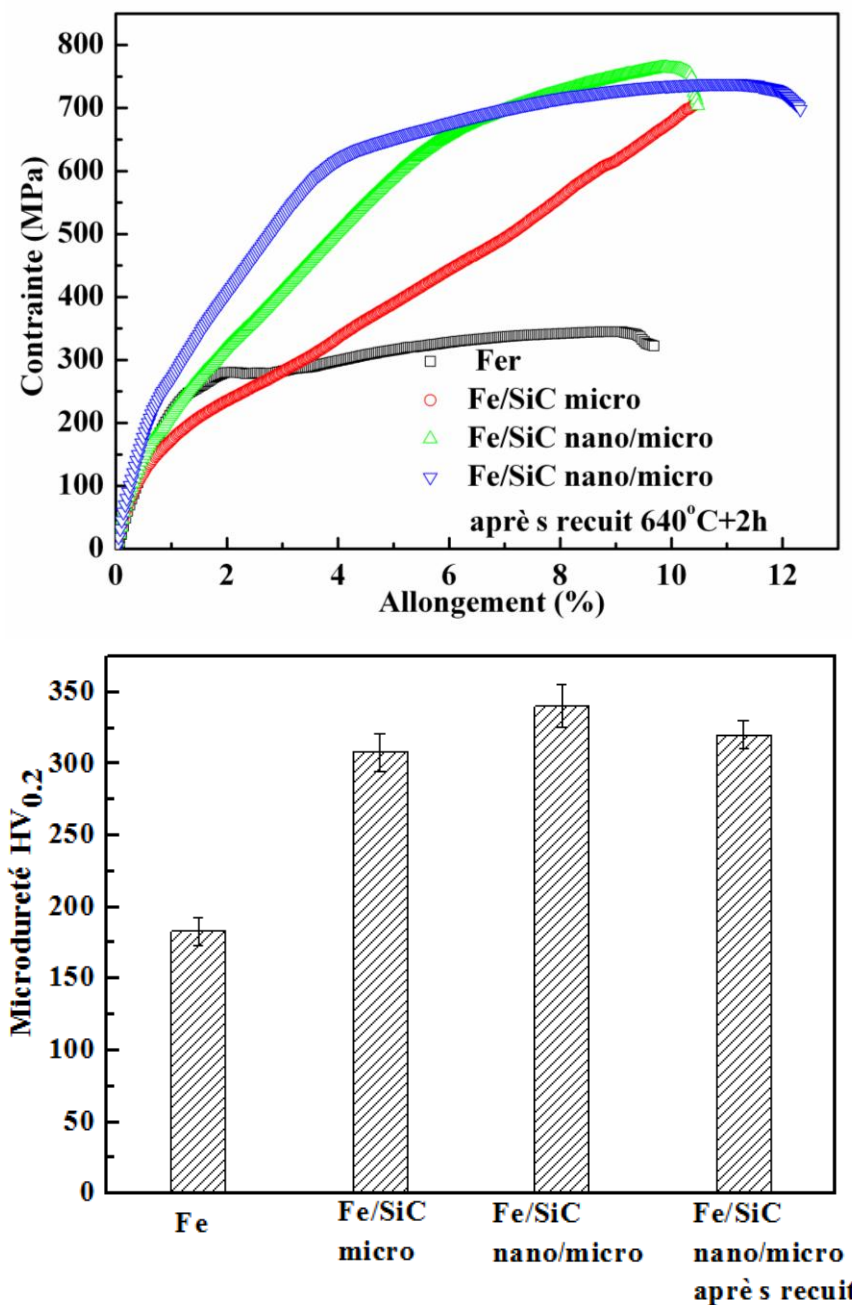 800
700
600
500
400
300
200
100
0
Contrainte (MPa)
Fer
Fe/SiC micro
Fe/SiC nano/micro
Fe/SiC nano/micro
aprè s recuit 640°C+2h
0 2 4 6 8 10 12
Allongement (%)
350
300
250
200
150
100
50
0
Microdureté HV0.2
Fe
Fe/SiC
micro
Fe/SiC
nano/micro
Fe/SiC
nano/micro
aprè s recuit